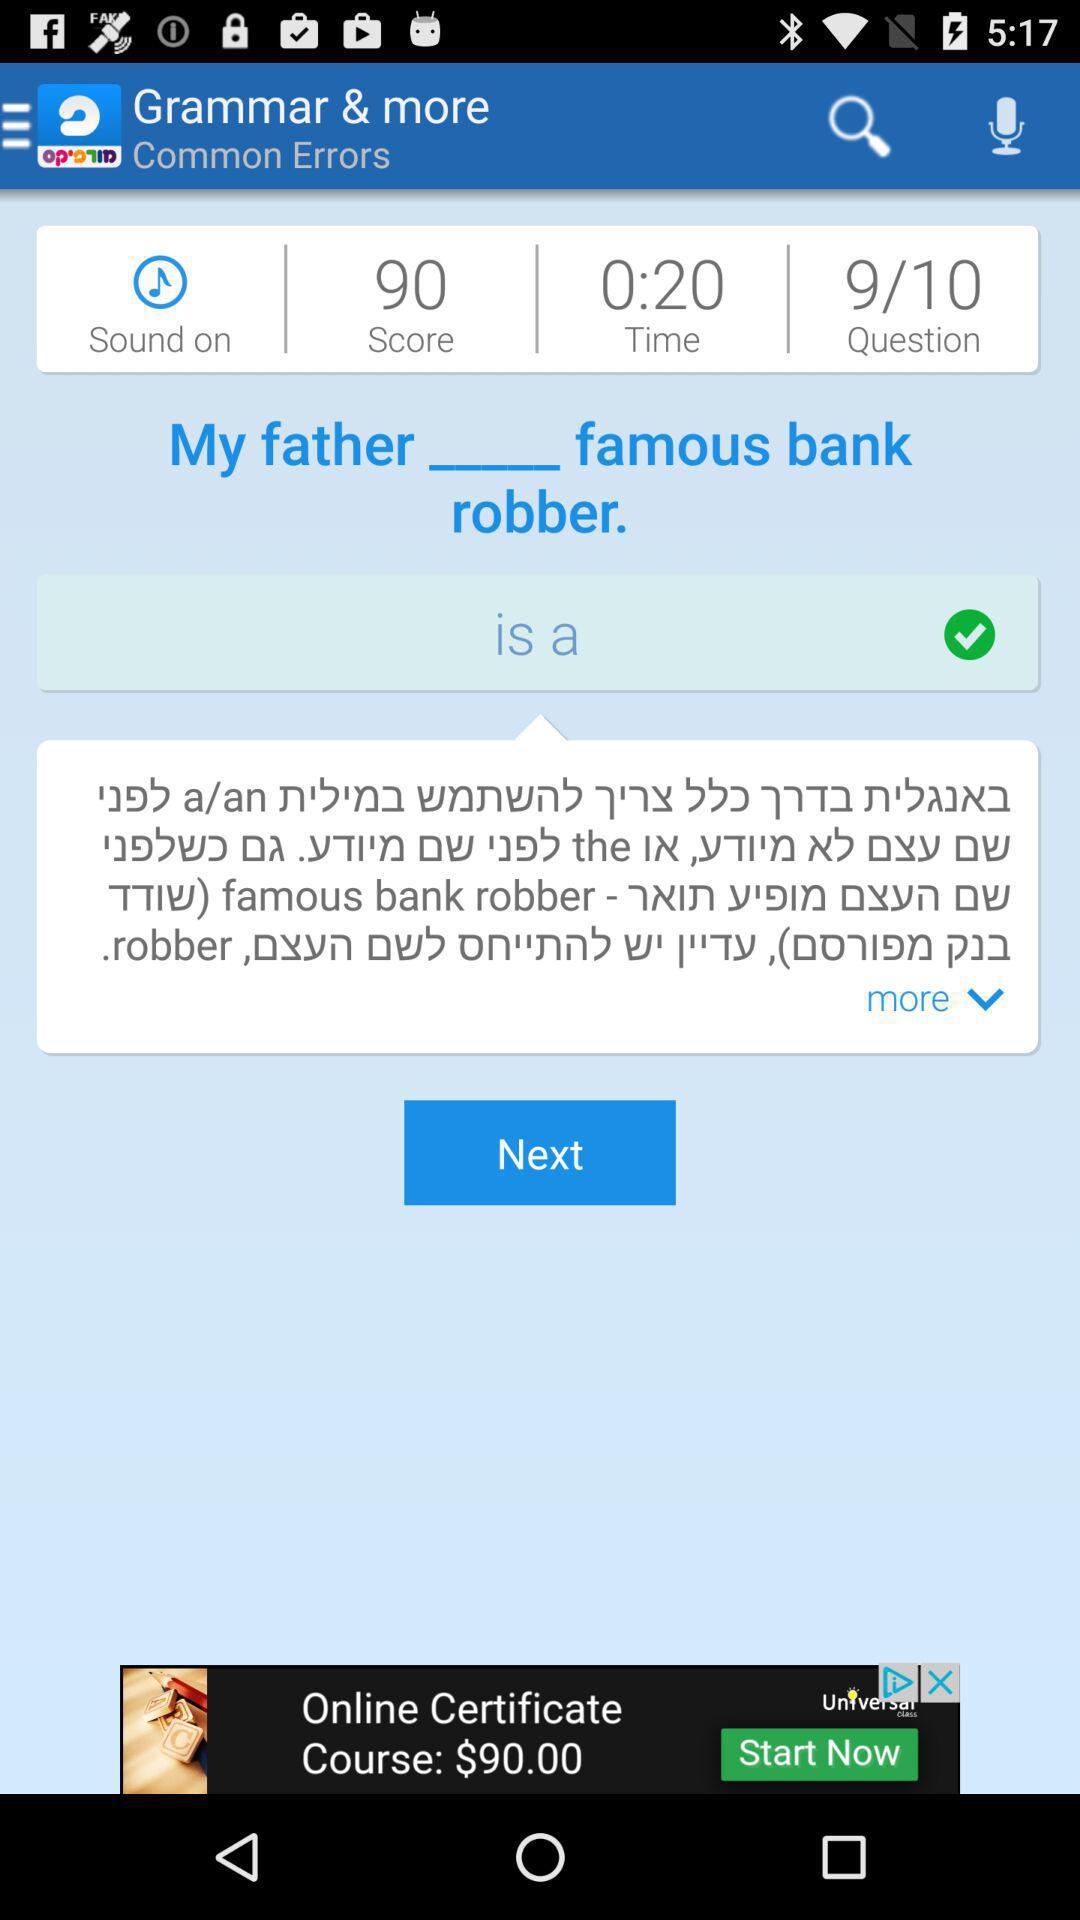 FAKE
5:17
Grammar & more
מורפיקס
Common Errors
90
0:20
9/10
Sound on
Score
Time
Question
My father _____ famous bank
robber.
is a
באנגלית בדרך כלל צריך להשתמש במילית a/an לפני
שם עצם לא מיודע, או the לפני שם מיודע. גם כשלפני
שם העצם מופיע תואר - famous bank robber (שודד
בנק מפורסם), עדיין יש להתייחס לשם העצם, robber.
more
Next
Online Certificate
Course: $90.00
Universal
class
Start Now